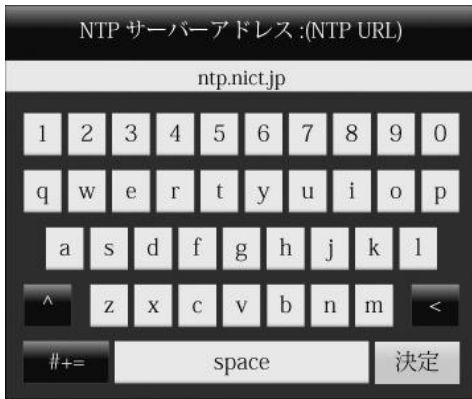 NTP サーバーアドレス :(NTP URL)
ntp.nict.jp
1 2 3 4 5 6 7 8 9 0
q w e r t y u i o p
a s d f g h j k l
^ z x c v b n m <
#+= space 決定